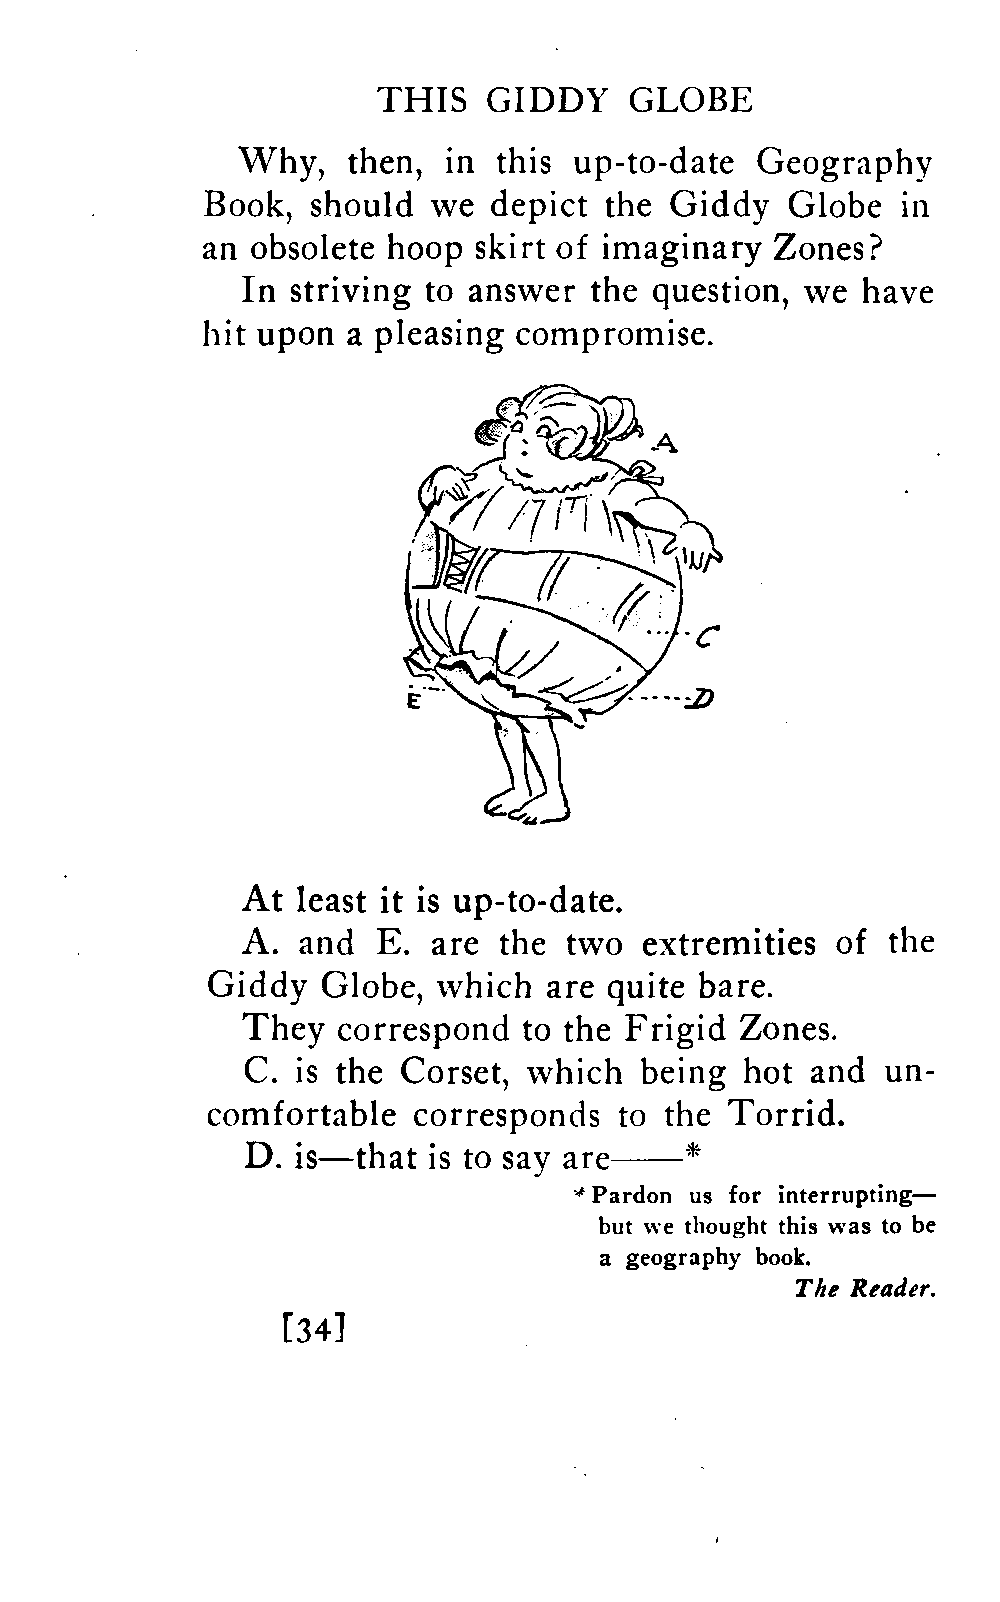 THIS GIDDY GLOBE
Why, then, in this up-to-date Geography
Book, should we depict the Giddy Globe in
an obsolete hoop skirt of imaginary Zones?
In striving to answer the question, we have
hit upon a pleasing compromise.
A
C
E
D
At least it is up-to-date.
A. and E. are the two extremities of the
Giddy Globe, which are quite bare.
They correspond to the Frigid Zones.
C. is the Corset, which being hot and un-
comfortable corresponds to the Torrid.
D. is—that is to say are——*
* Pardon us for interrupting—
but we thought this was to be
a geography book.
The Reader.
[34]